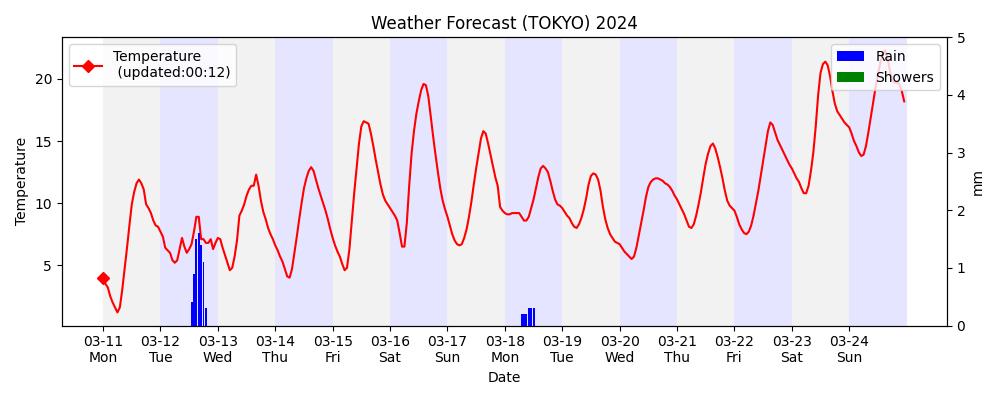 Weather Forecast (TOKYO) 2024
Temperature
(updated:00:12)
Rain
Showers
Temperature
20
15
10
5
5
4
3
2
1
0
mm
03-11 03-12 03-13 03-14 03-15 03-16 03-17 03-18 03-19 03-20 03-21 03-22 03-23 03-24
Mon Tue Wed Thu Fri Sat Sun Mon Tue Wed Thu Fri Sat Sun
Date